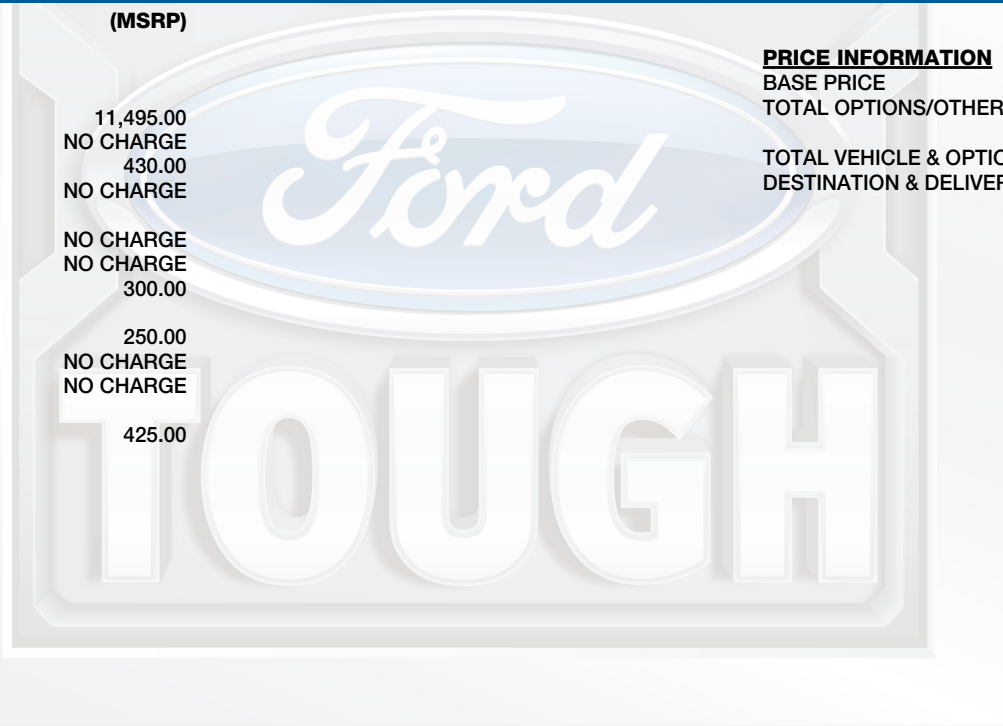 (MSRP)
11,495.00
NO CHARGE
430.00
NO CHARGE
NO CHARGE
NO CHARGE
300.00
250.00
NO CHARGE
NO CHARGE
425.00
PRICE INFORMATION
BASE PRICE
TOTAL OPTIONS/OTHER
TOTAL VEHICLE & OPTIO
DESTINATION & DELIVER
Ford
TOUGH